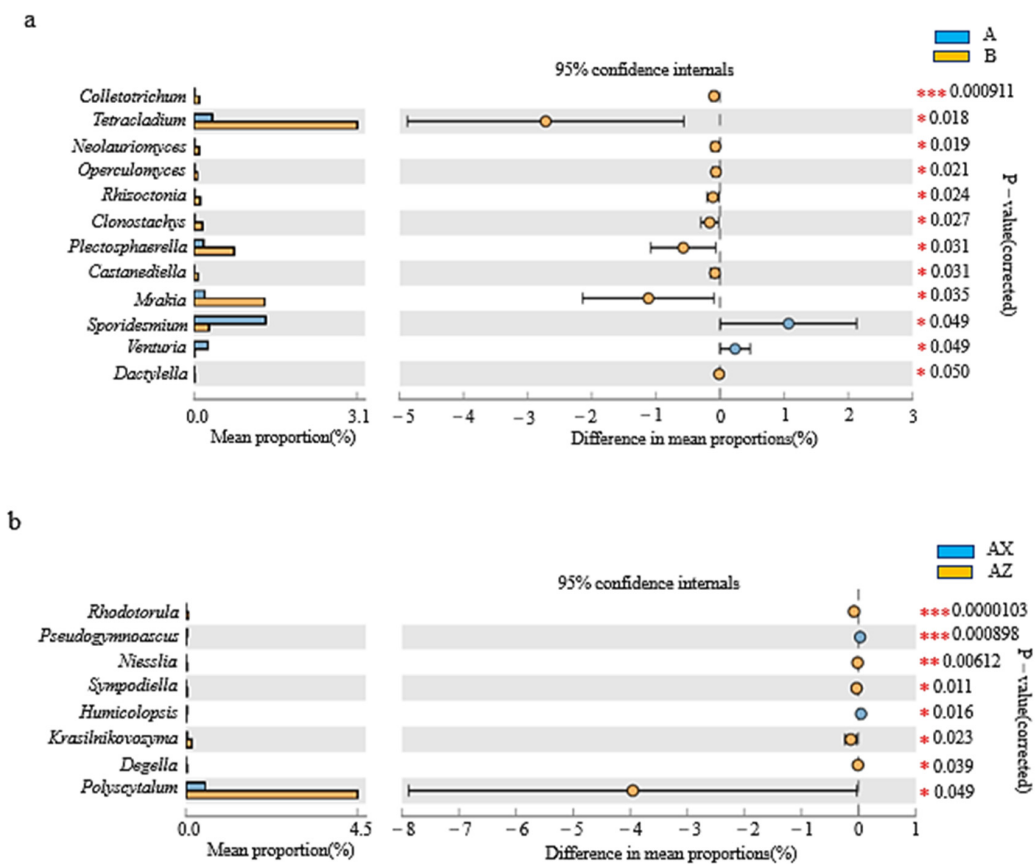 a
A
B
95% confidence internals
Colletotrichum
*** 0.000911
Tetracladium
* 0.018
Neolauriomyces
* 0.019
Operculomyces
* 0.021
Rhizoctonia
* 0.024
Clonostachys
* 0.027
Plectosphaerella
* 0.031
Castanediella
* 0.031
Mrakia
* 0.035
Sporidesmium
* 0.049
Venturia
* 0.049
Dactylella
* 0.050
P – value(corrected)
0.0 3.1
–5 –4 –3 –2 –1 0 1 2 3
Mean proportion(%)
Difference in mean proportions(%)
b
AX
AZ
95% confidence internals
Rhodotorula
*** 0.0000103
Pseudogymnoascus
*** 0.000898
Niesslia
** 0.00612
Sympodiella
* 0.011
Humicolopsis
* 0.016
Krasilnikovozyma
* 0.023
Degella
* 0.039
Polyscytalum
* 0.049
P – value(corrected)
0.0 4.5
–8 –7 –6 –5 –4 –3 –2 –1 0 1
Mean proportion(%)
Difference in mean proportions(%)